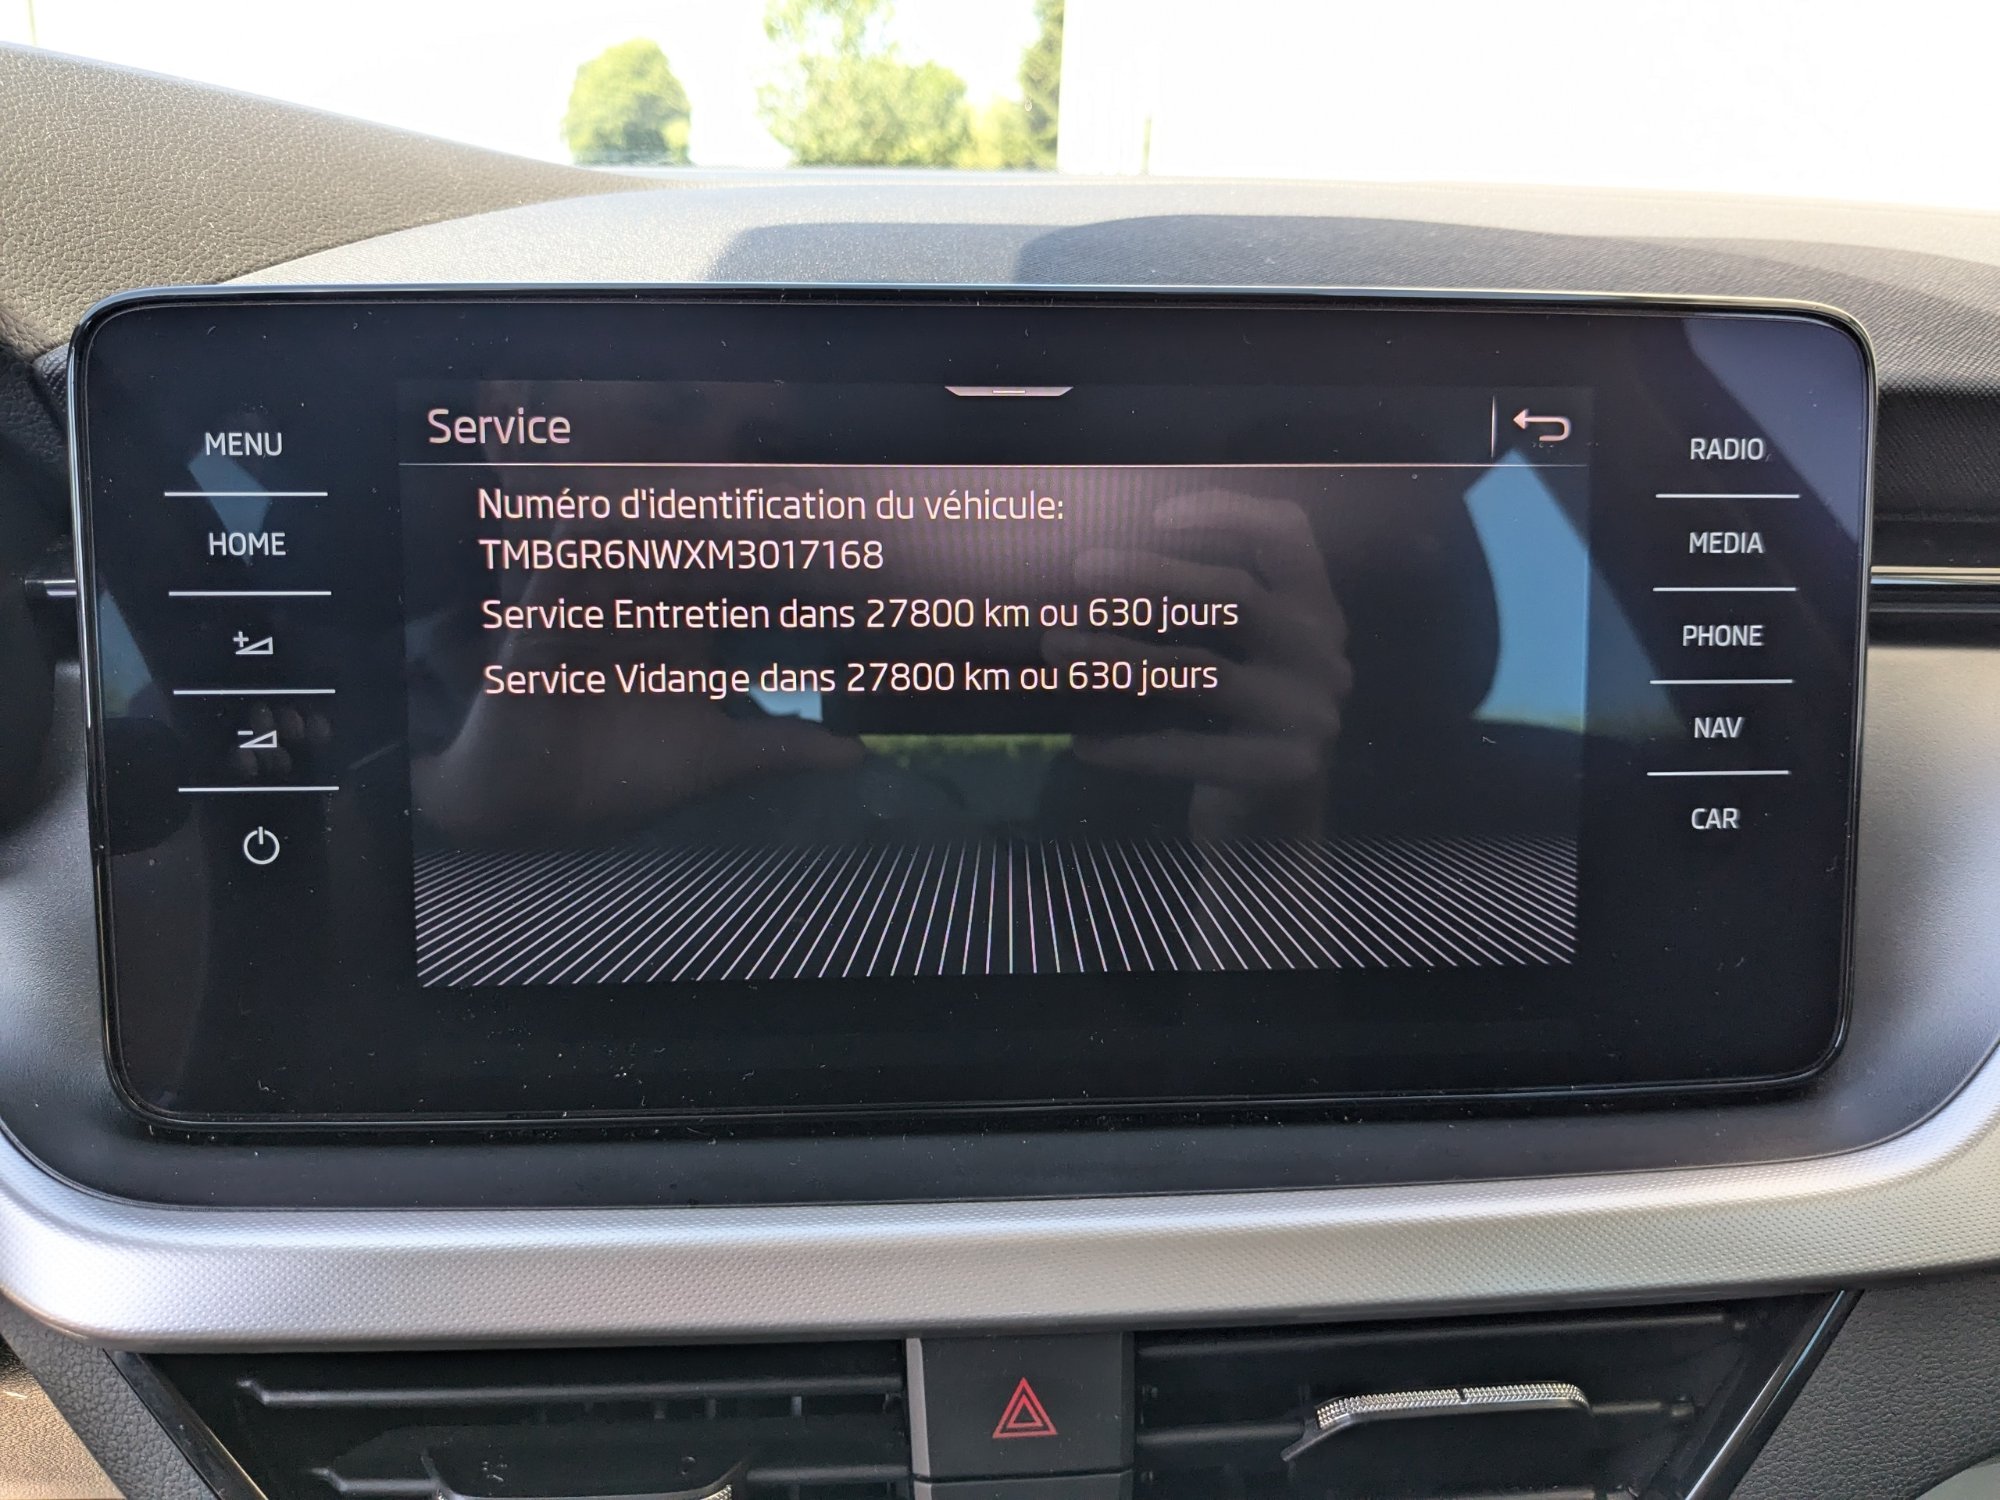 Service
Numéro d'identification du véhicule:
TMBGR6NWXM3017168
Service Entretien dans 27800 km ou 630 jours
Service Vidange dans 27800 km ou 630 jours
MENU
HOME
RADIO
MEDIA
PHONE
NAV
CAR